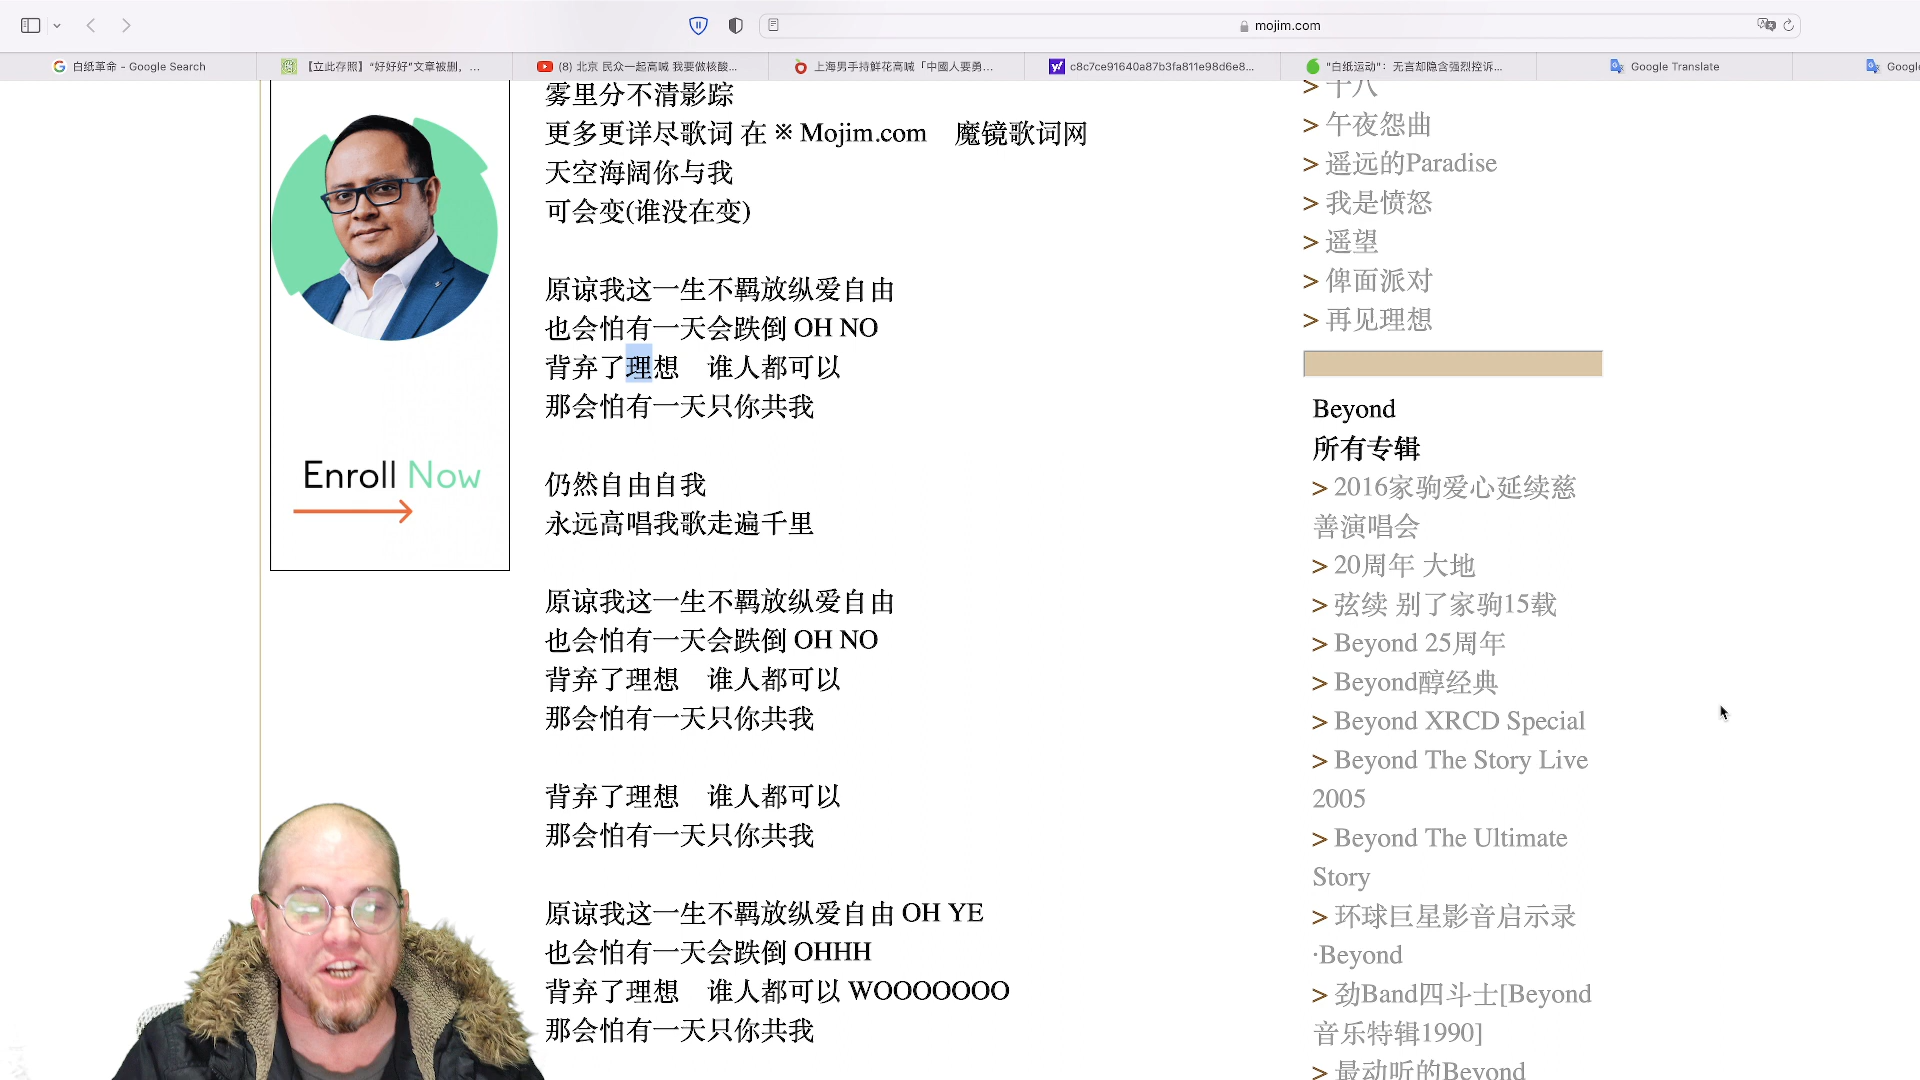 mojim.com
白纸革命 - Google Search
【立此存照】“好好好”文章被删，...
(8) 北京 民众一起高喊 我要做核酸...
上海男手持鲜花高喊「中國人要勇...
c8c7ce91640a87b3fa811e98d6e8...
"白纸运动"：无言却隐含强烈控诉...
Google Translate
Googl
雾里分不清影踪
更多更详尽歌词 在 ※ Mojim.com　魔镜歌词网
天空海阔你与我
可会变(谁没在变)
原谅我这一生不羁放纵爱自由
也会怕有一天会跌倒 OH NO
背弃了理想　谁人都可以
那会怕有一天只你共我
仍然自由自我
永远高唱我歌走遍千里
原谅我这一生不羁放纵爱自由
也会怕有一天会跌倒 OH NO
背弃了理想　谁人都可以
那会怕有一天只你共我
背弃了理想　谁人都可以
那会怕有一天只你共我
原谅我这一生不羁放纵爱自由 OH YE
也会怕有一天会跌倒 OHHH
背弃了理想　谁人都可以 WOOOOOOO
那会怕有一天只你共我
Enroll Now
> 十八
> 午夜怨曲
> 遥远的Paradise
> 我是愤怒
> 遥望
> 俾面派对
> 再见理想
Beyond
所有专辑
> 2016家驹爱心延续慈
善演唱会
> 20周年 大地
> 弦续 别了家驹15载
> Beyond 25周年
> Beyond醇经典
> Beyond XRCD Special
> Beyond The Story Live
2005
> Beyond The Ultimate
Story
> 环球巨星影音启示录
·Beyond
> 劲Band四斗士[Beyond
音乐特辑1990]
> 最动听的Beyond